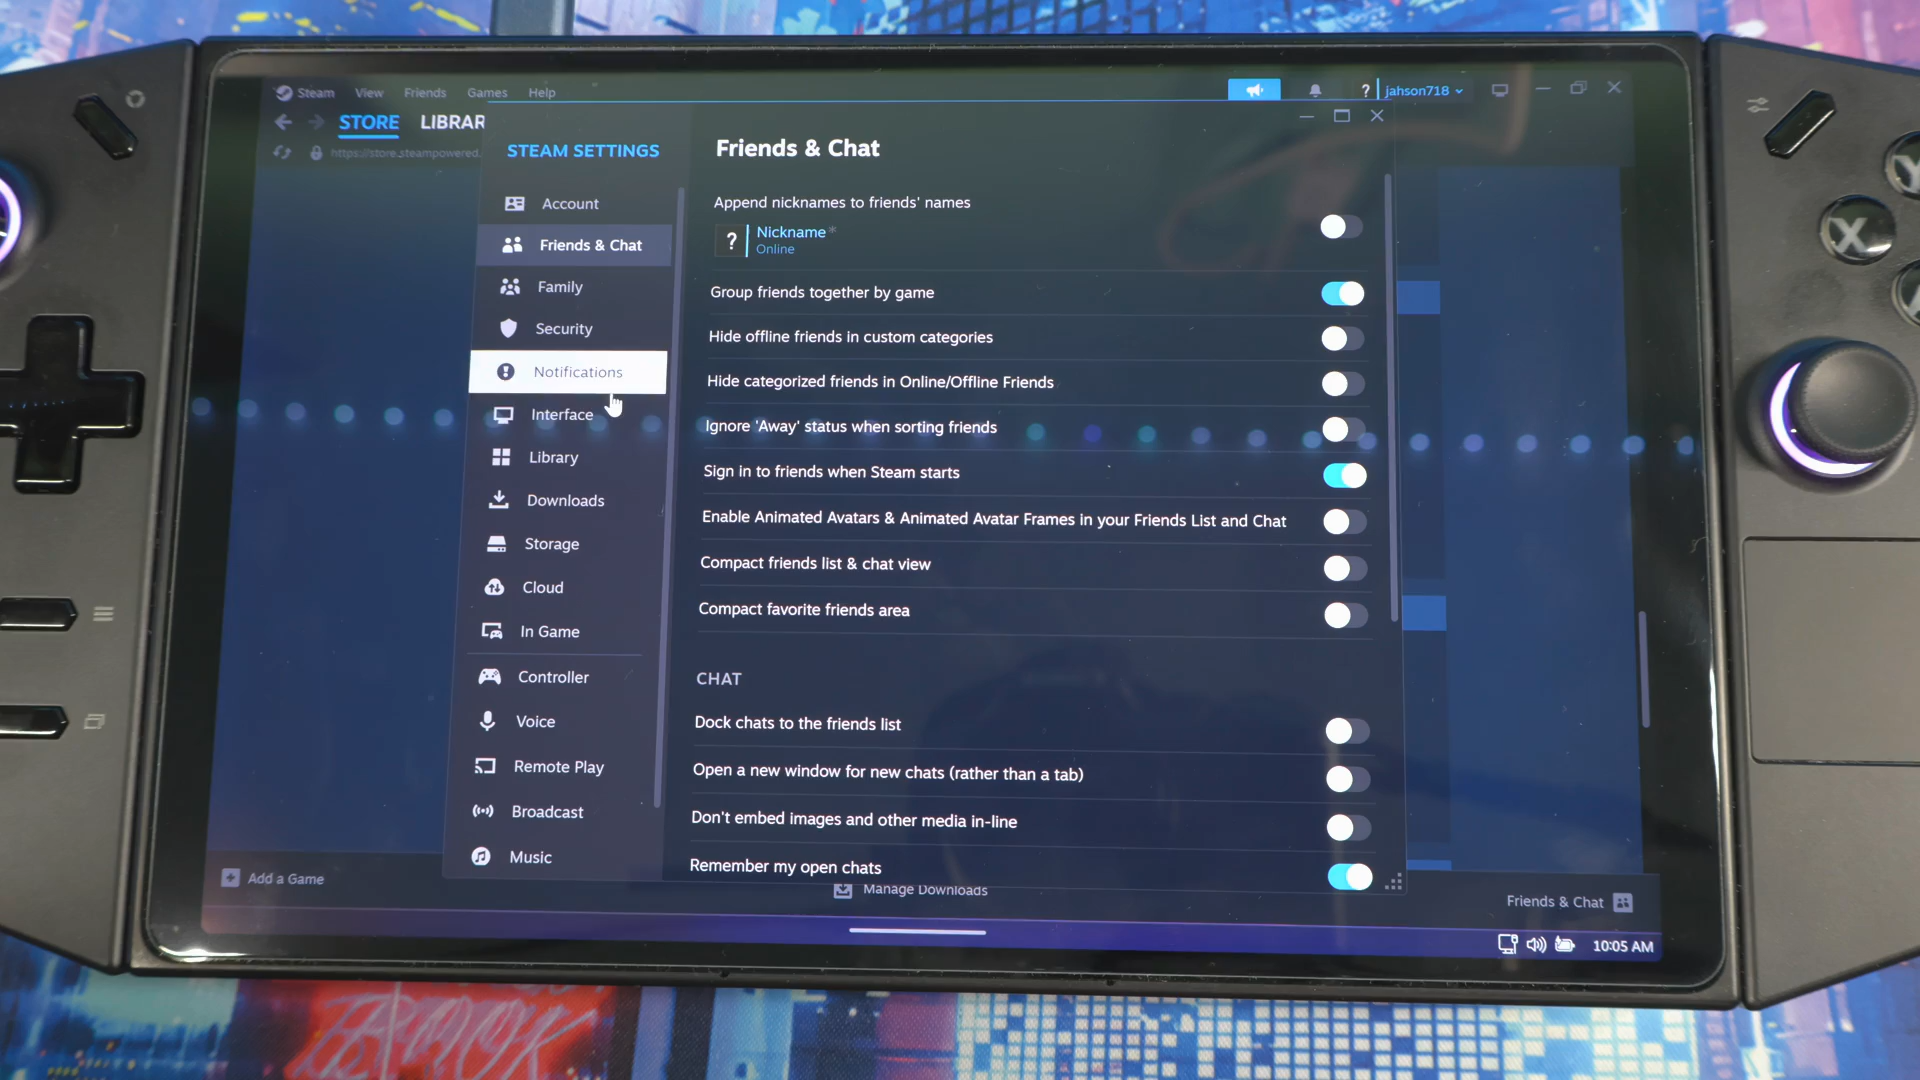 Steam View Friends Games Help
? jahson718
STORE LIBRAR
https://store.steampowered.
STEAM SETTINGS
Account
Friends & Chat
Family
Security
Notifications
Interface
Library
Downloads
Storage
Cloud
In Game
Controller
Voice
Remote Play
Broadcast
Music
Friends & Chat
Append nicknames to friends' names
? Nickname*
Online
Group friends together by game
Hide offline friends in custom categories
Hide categorized friends in Online/Offline Friends
Ignore 'Away' status when sorting friends
Sign in to friends when Steam starts
Enable Animated Avatars & Animated Avatar Frames in your Friends List and Chat
Compact friends list & chat view
Compact favorite friends area
CHAT
Dock chats to the friends list
Open a new window for new chats (rather than a tab)
Don't embed images and other media in-line
Remember my open chats
Add a Game
Manage Downloads
Friends & Chat
10:05 AM
Y
X
A